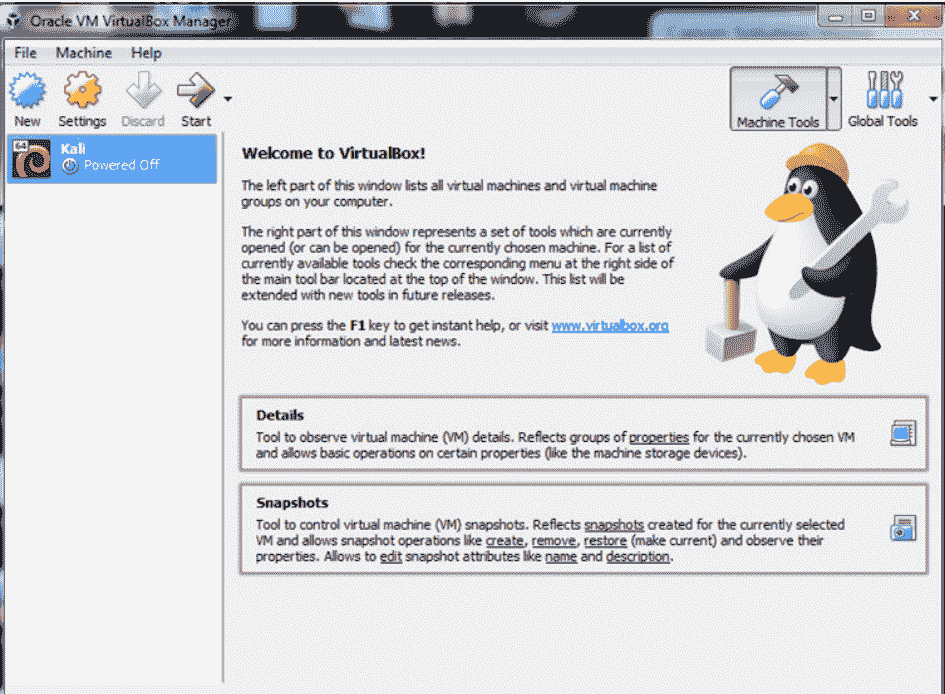 Oracle VM VirtualBox Manager
File Machine Help
New Settings Discard Start
Machine Tools Global Tools
64
Kali
Powered Off
Welcome to VirtualBox!
The left part of this window lists all virtual machines and virtual machine
groups on your computer.
The right part of this window represents a set of tools which are currently
opened (or can be opened) for the currently chosen machine. For a list of
currently available tools check the corresponding menu at the right side of
the main tool bar located at the top of the window. This list will be
extended with new tools in future releases.
You can press the F1 key to get instant help, or visit www.virtualbox.org
for more information and latest news.
Details
Tool to observe virtual machine (VM) details. Reflects groups of properties for the currently chosen VM
and allows basic operations on certain properties (like the machine storage devices).
Snapshots
Tool to control virtual machine (VM) snapshots. Reflects snapshots created for the currently selected
VM and allows snapshot operations like create, remove, restore (make current) and observe their
properties. Allows to edit snapshot attributes like name and description.